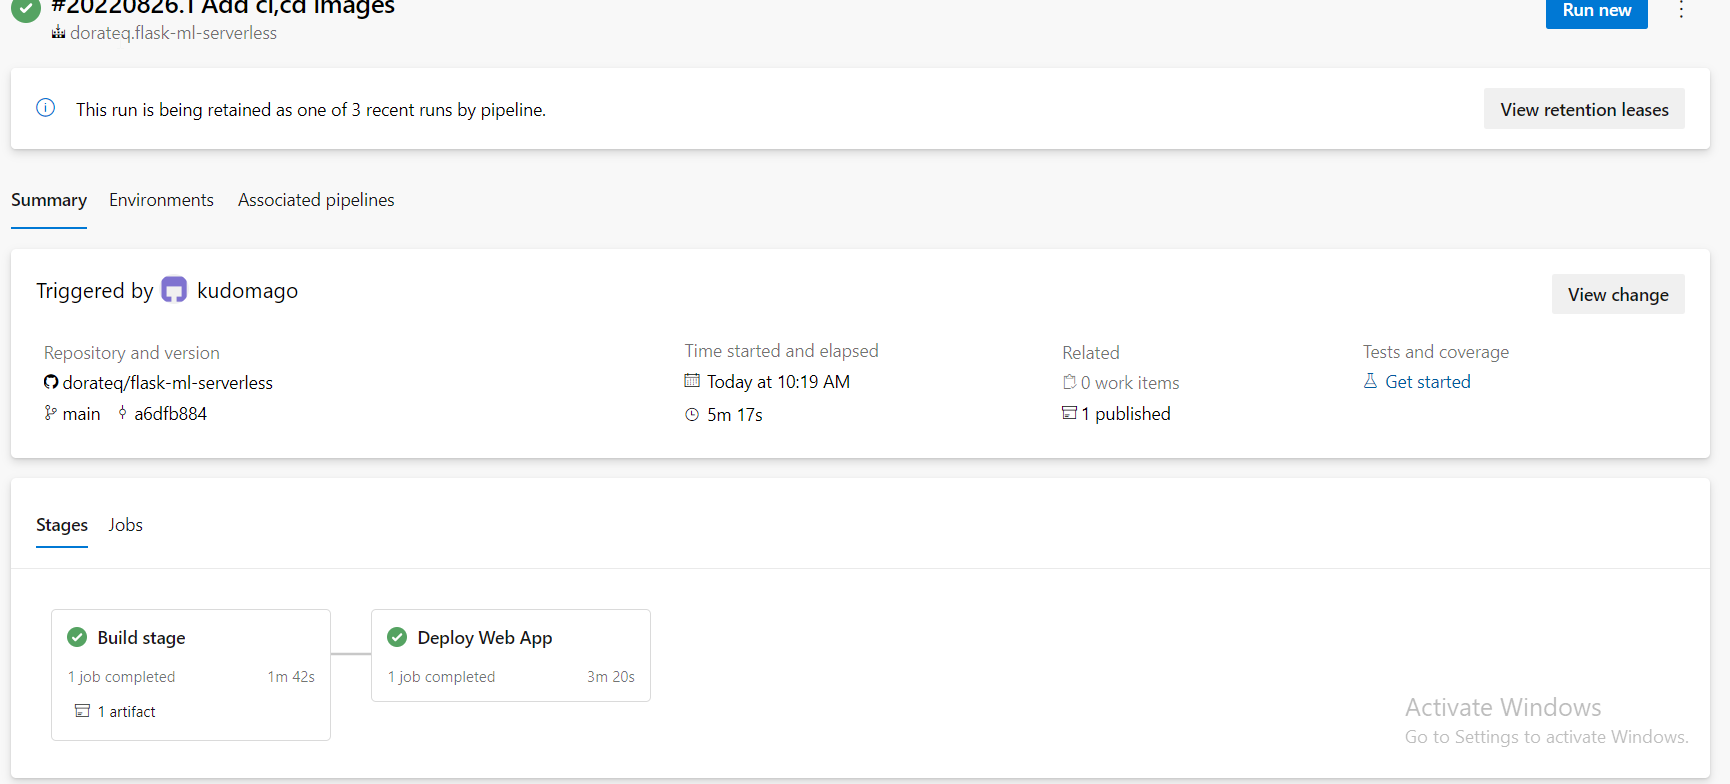 #20220826.1 Add ci,cd images
dorateq.flask-ml-serverless
Run new
This run is being retained as one of 3 recent runs by pipeline.
View retention leases
Summary Environments Associated pipelines
Triggered by kudomago
View change
Repository and version
dorateq/flask-ml-serverless
main a6dfb884
Time started and elapsed
Today at 10:19 AM
5m 17s
Related
0 work items
1 published
Tests and coverage
Get started
Stages Jobs
Build stage
1 job completed 1m 42s
1 artifact
Deploy Web App
1 job completed 3m 20s
Activate Windows
Go to Settings to activate Windows.